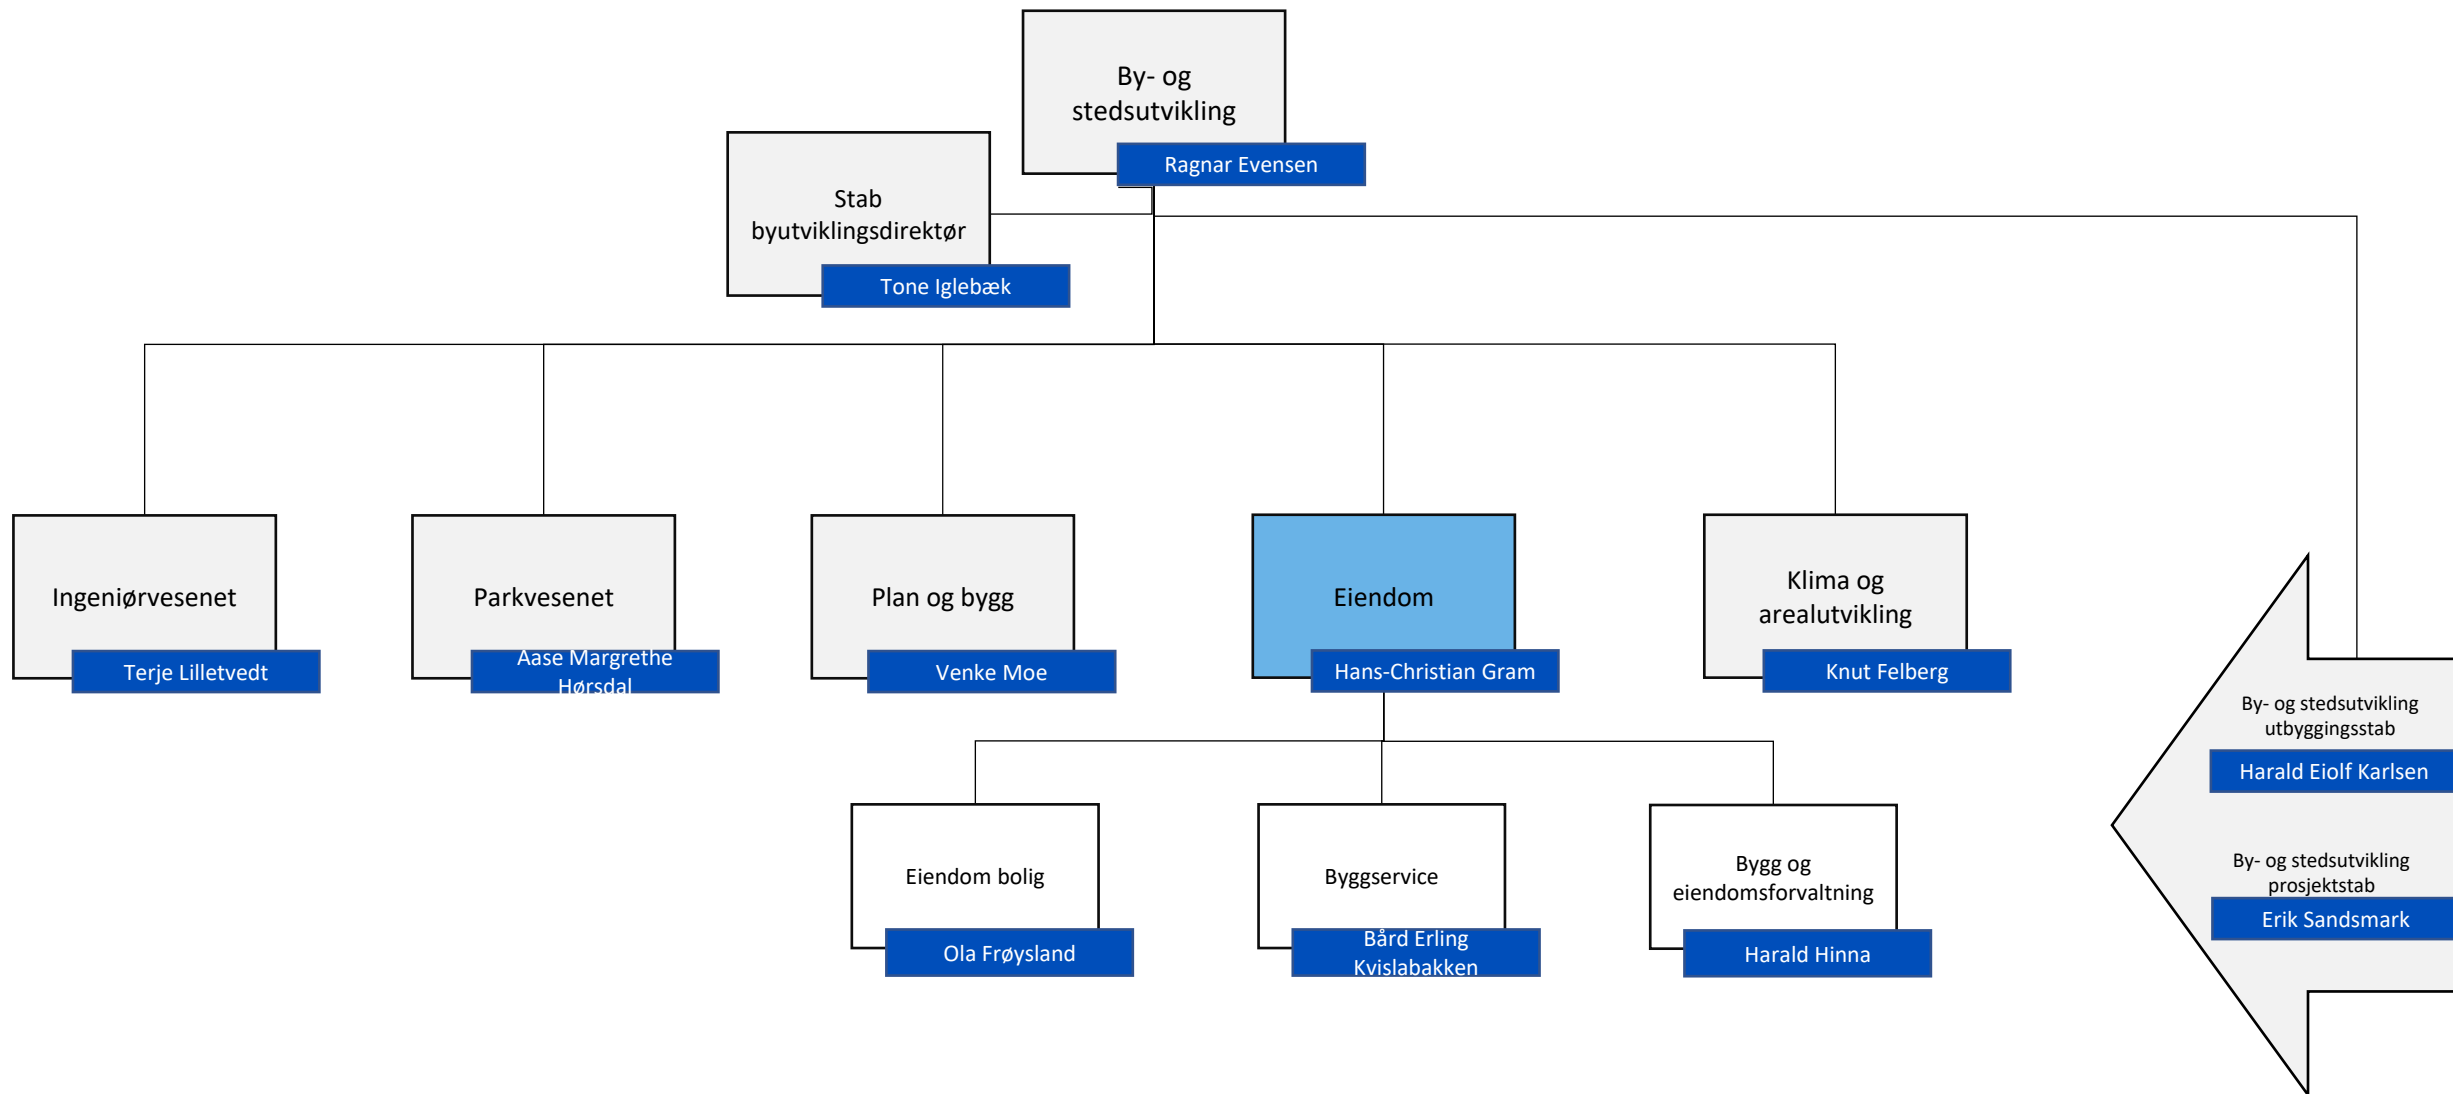 By- og
stedsutvikling
Ragnar Evensen
Stab
byutviklingsdirektør
Tone Iglebæk
Ingeniørvesenet
Terje Lilletvedt
Parkvesenet
Aase Margrethe
Hørsdal
Plan og bygg
Venke Moe
Eiendom
Hans-Christian Gram
Klima og
arealutvikling
Knut Felberg
By- og stedsutvikling
utbyggingsstab
Harald Eiolf Karlsen
By- og stedsutvikling
prosjektstab
Erik Sandsmark
Eiendom bolig
Ola Frøysland
Byggservice
Bård Erling
Kvislabakken
Bygg og
eiendomsforvaltning
Harald Hinna